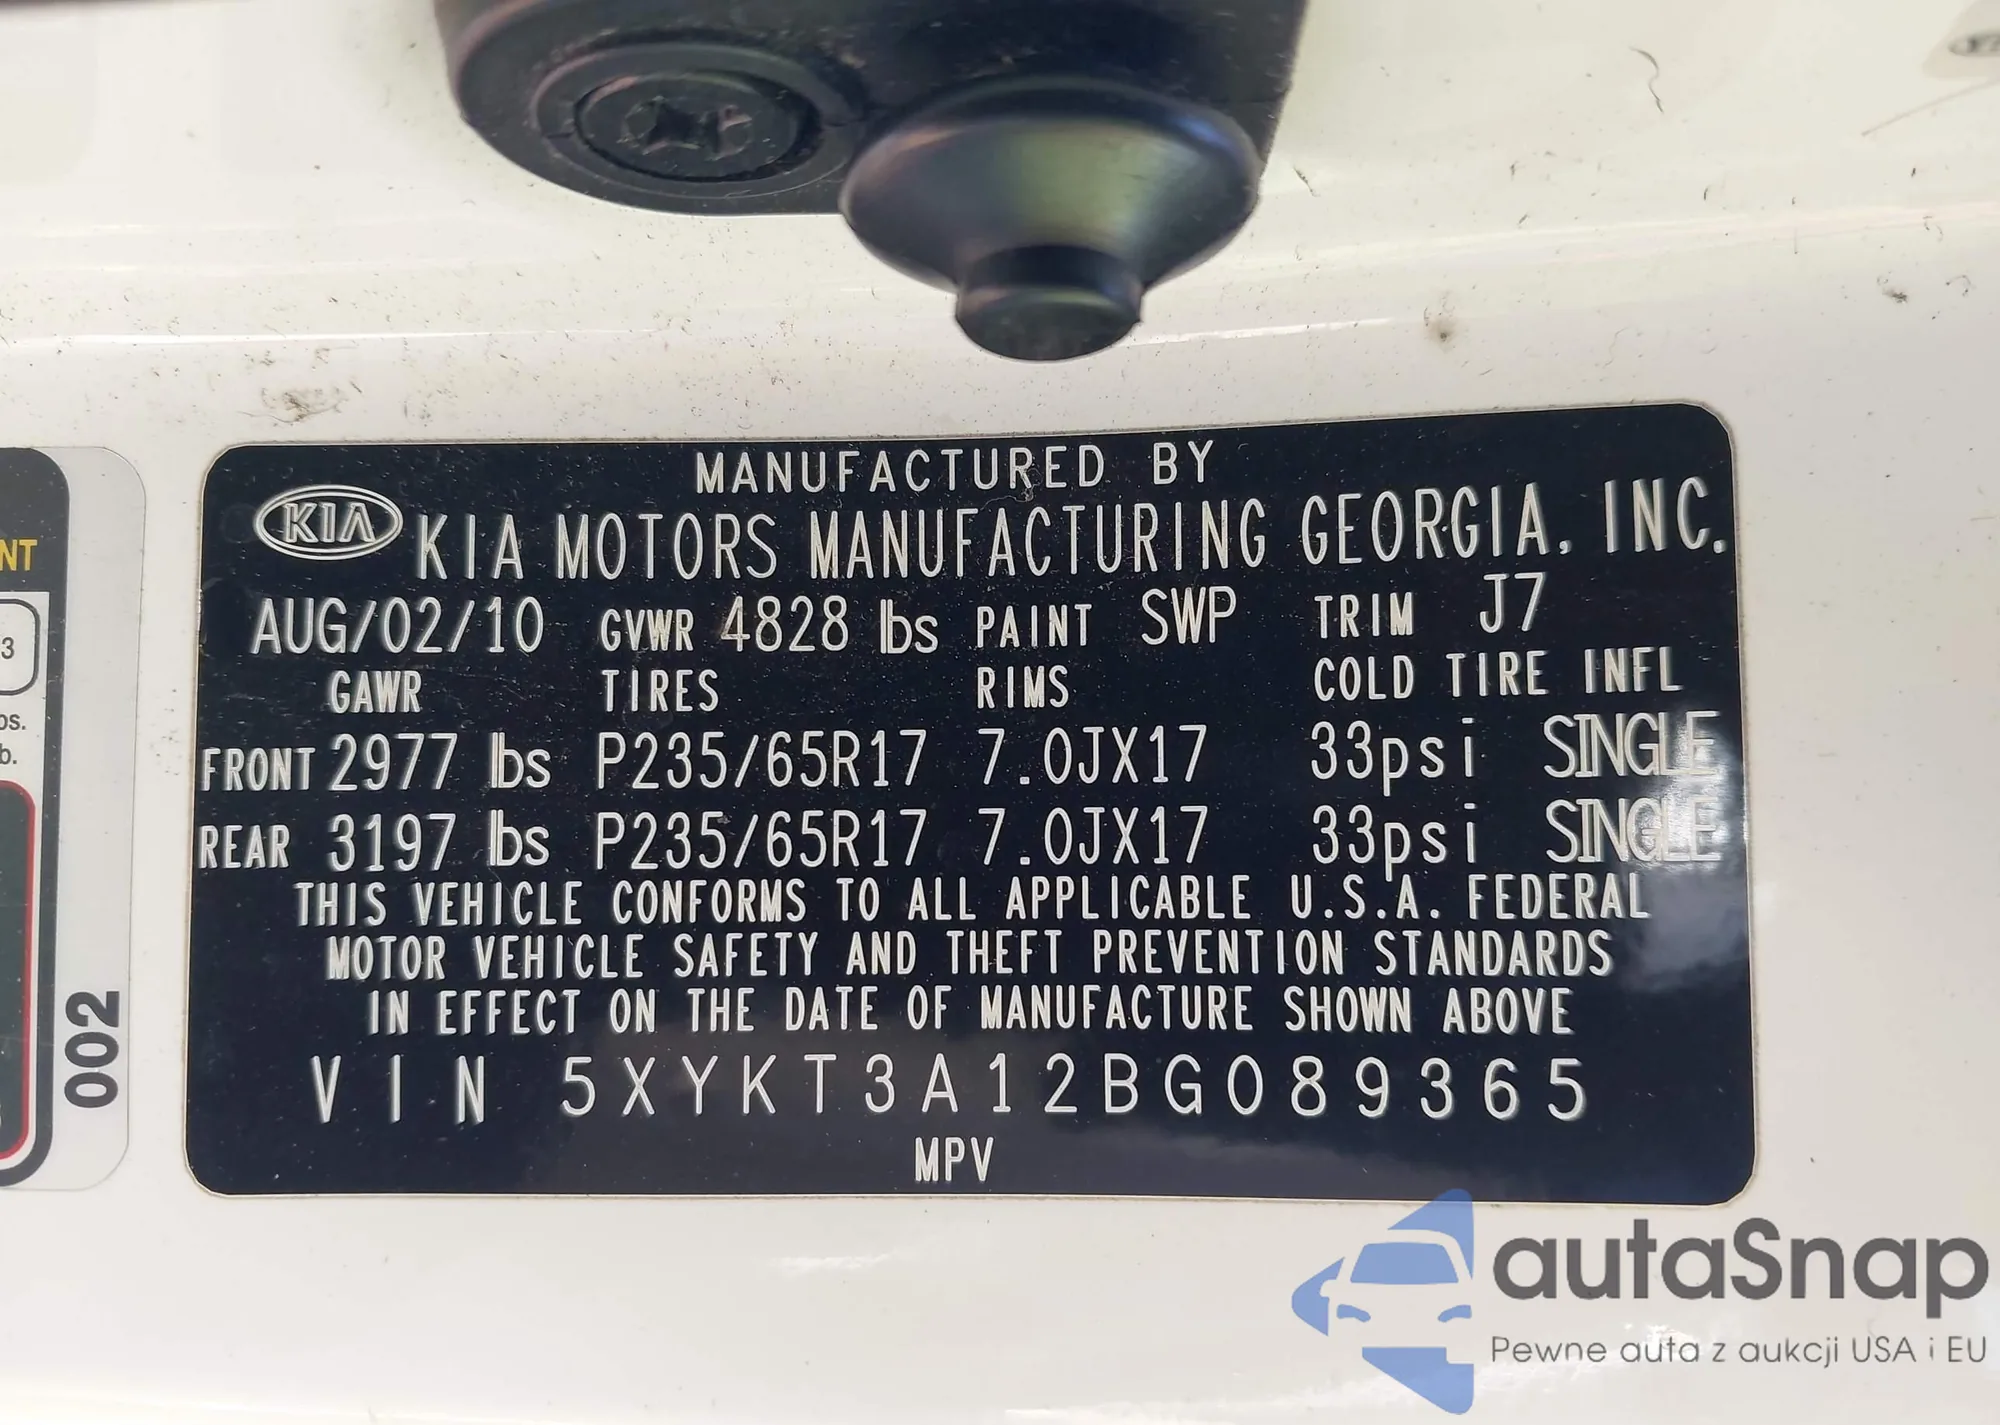 MANUFACTURED BY
KIA KIA MOTORS MANUFACTURING GEORGIA, INC.
AUG/02/10 GVWR 4828 lbs PAINT SWP TRIM J7
GAWR TIRES RIMS COLD TIRE INFL
FRONT 2977 lbs P235/65R17 7.0JX17 33psi SINGLE
REAR 3197 lbs P235/65R17 7.0JX17 33psi SINGLE
THIS VEHICLE CONFORMS TO ALL APPLICABLE U.S.A. FEDERAL
MOTOR VEHICLE SAFETY AND THEFT PREVENTION STANDARDS
IN EFFECT ON THE DATE OF MANUFACTURE SHOWN ABOVE
VIN 5XYKT3A12BG089365
MPV
NT
3
os.
b.
002
autaSnap
Pewne auta z aukcji USA i EU